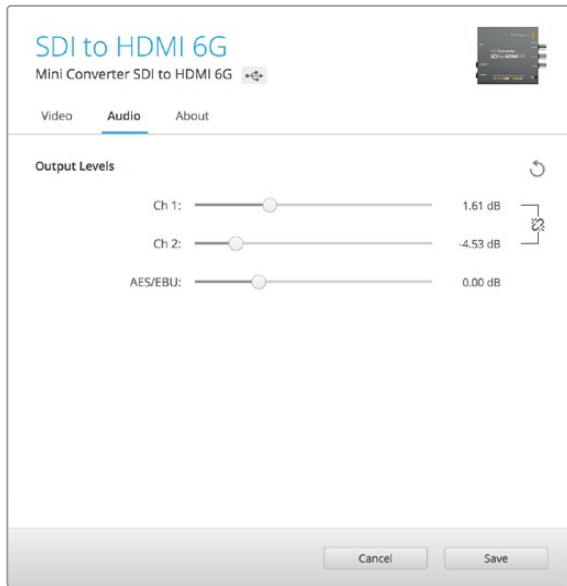 SDI to HDMI 6G
Mini Converter SDI to HDMI 6G
Video Audio About
Output Levels
Ch 1: 1.61 dB
Ch 2: -4.53 dB
AES/EBU: 0.00 dB
Cancel Save